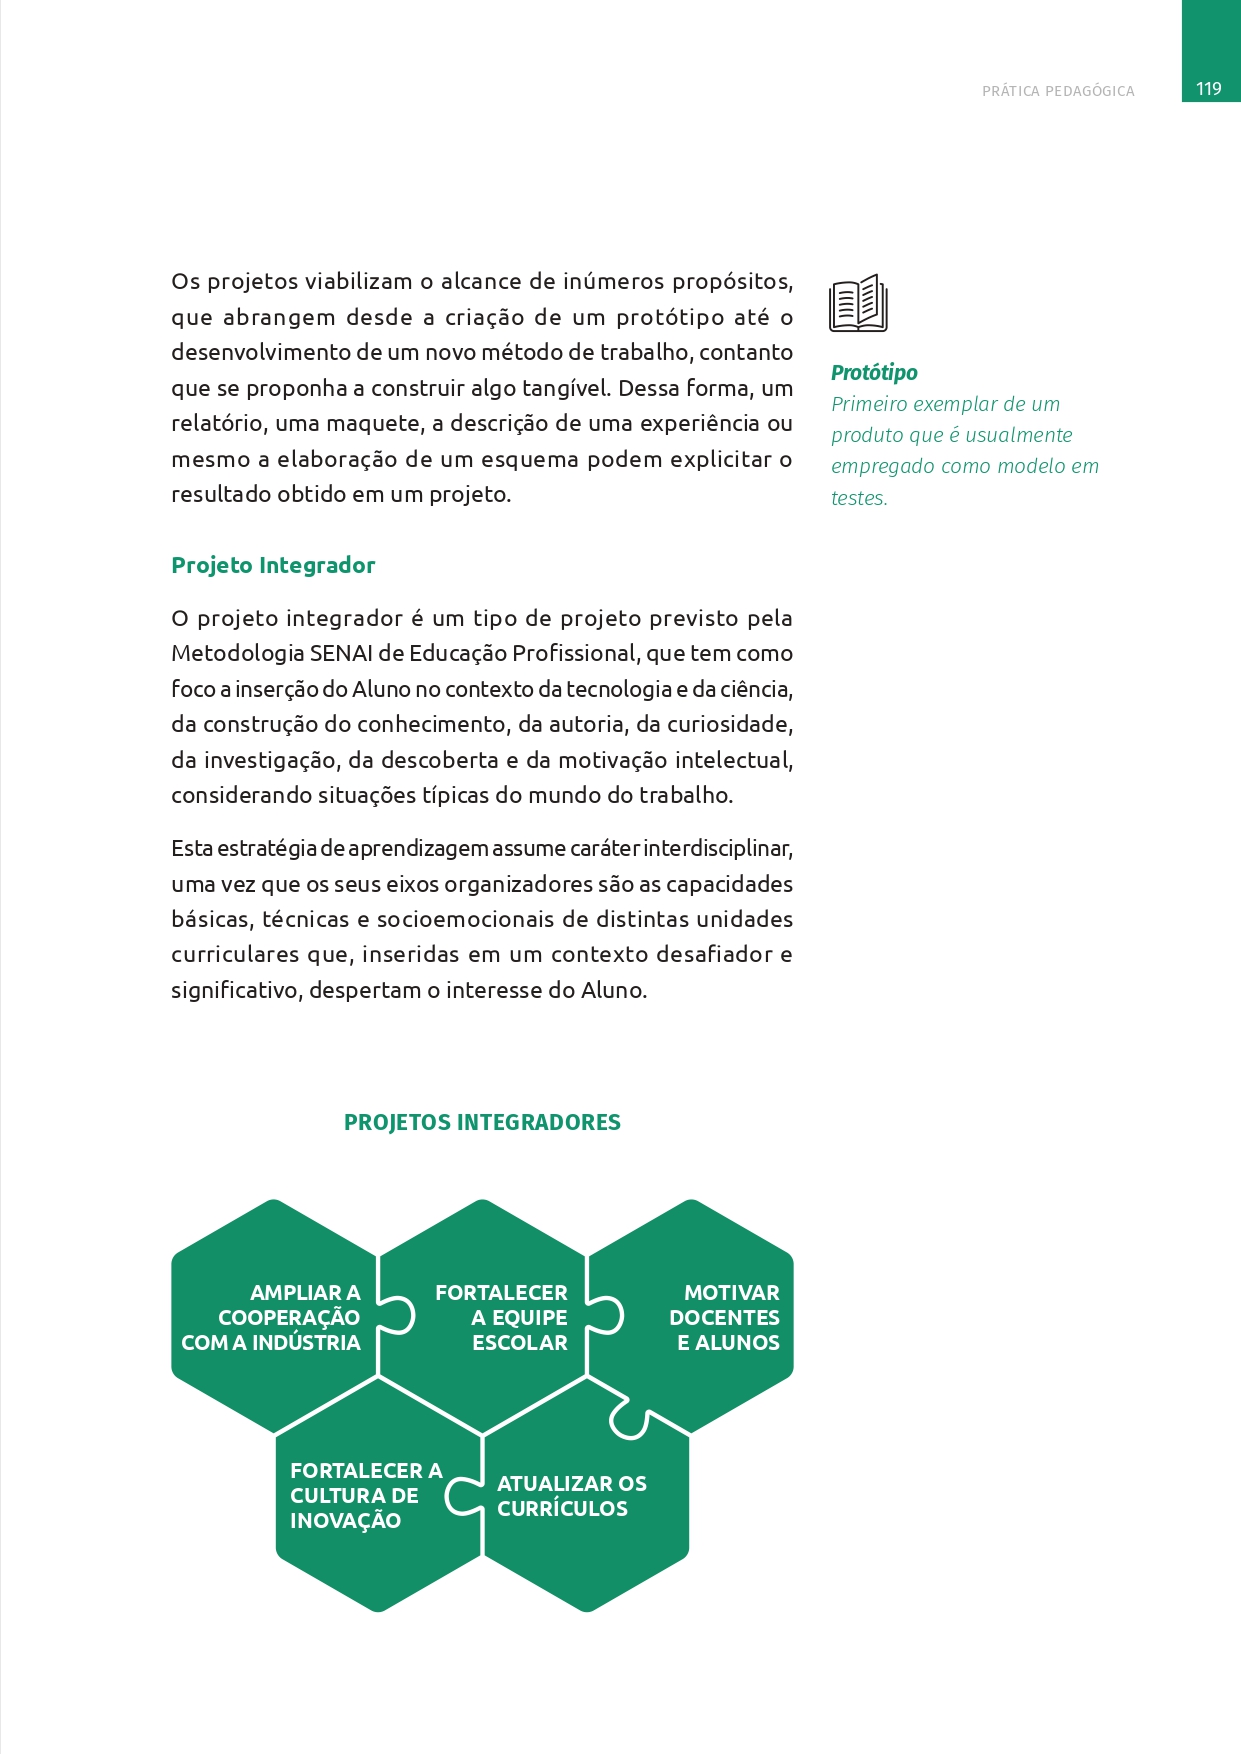 PRÁTICA PEDAGÓGICA
119
Os projetos viabilizam o alcance de inúmeros propósitos,
que abrangem desde a criação de um protótipo até o
desenvolvimento de um novo método de trabalho, contanto
que se proponha a construir algo tangível. Dessa forma, um
relatório, uma maquete, a descrição de uma experiência ou
mesmo a elaboração de um esquema podem explicitar o
resultado obtido em um projeto.
Protótipo
Primeiro exemplar de um
produto que é usualmente
empregado como modelo em
testes.
Projeto Integrador
O projeto integrador é um tipo de projeto previsto pela
Metodologia SENAI de Educação Profissional, que tem como
foco a inserção do Aluno no contexto da tecnologia e da ciência,
da construção do conhecimento, da autoria, da curiosidade,
da investigação, da descoberta e da motivação intelectual,
considerando situações típicas do mundo do trabalho.
Esta estratégia de aprendizagem assume caráter interdisciplinar,
uma vez que os seus eixos organizadores são as capacidades
básicas, técnicas e socioemocionais de distintas unidades
curriculares que, inseridas em um contexto desafiador e
significativo, despertam o interesse do Aluno.
PROJETOS INTEGRADORES
AMPLIAR A
COOPERAÇÃO
COM A INDÚSTRIA
FORTALECER
A EQUIPE
ESCOLAR
MOTIVAR
DOCENTES
E ALUNOS
FORTALECER A
CULTURA DE
INOVAÇÃO
ATUALIZAR OS
CURRÍCULOS